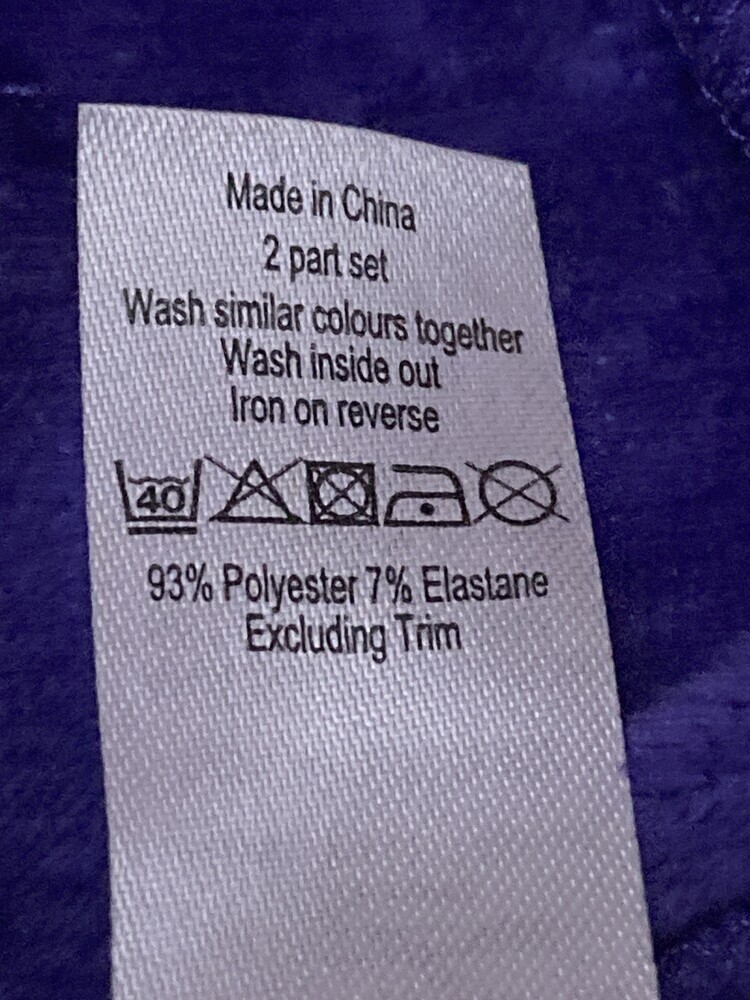 Made in China
2 part set
Wash similar colours together
Wash inside out
Iron on reverse
40
93% Polyester 7% Elastane
Excluding Trim